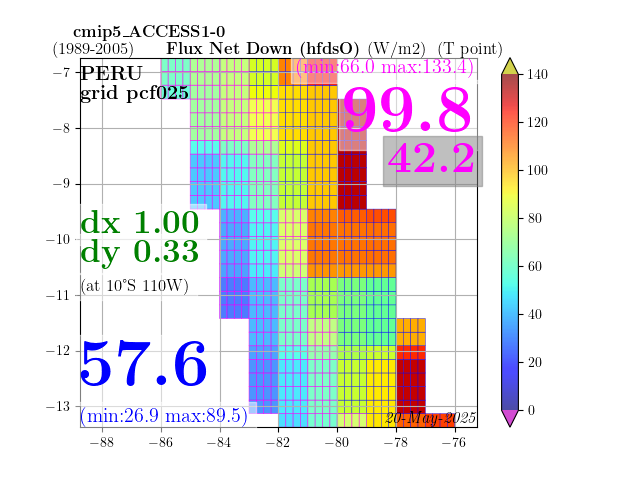 cmip5_ACCESS1-0
(1989-2005) Flux Net Down (hfdsO) (W/m2) (T point)
PERU
grid pcf025
(min:66.0 max:133.4)
99.8
42.2
dx 1.00
dy 0.33
(at 10°S 110W)
57.6
(min:26.9 max:89.5)
20-May-2025
−7
−8
−9
−10
−11
−12
−13
−88 −86 −84 −82 −80 −78 −76
140
120
100
80
60
40
20
0